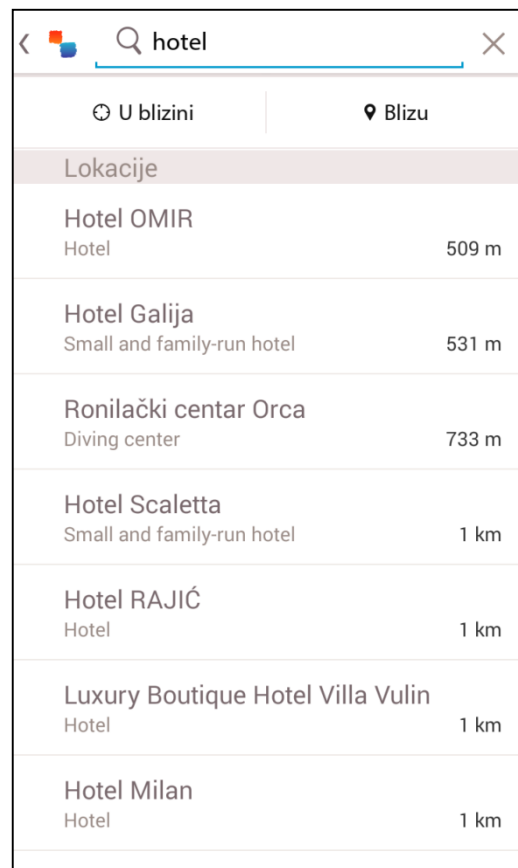 hotel
U blizini
Blizu
Lokacije
Hotel OMIR
Hotel
509 m
Hotel Galija
Small and family-run hotel
531 m
Ronilački centar Orca
Diving center
733 m
Hotel Scaletta
Small and family-run hotel
1 km
Hotel RAJIĆ
Hotel
1 km
Luxury Boutique Hotel Villa Vulin
Hotel
1 km
Hotel Milan
Hotel
1 km